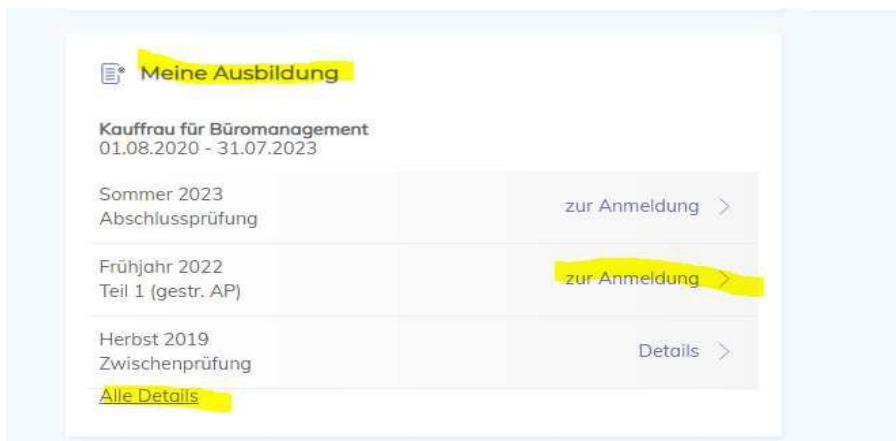 Meine Ausbildung
Kauffrau für Büromanagement
01.08.2020 - 31.07.2023
Sommer 2023
Abschlussprüfung
zur Anmeldung
Frühjahr 2022
Teil 1 (gestr. AP)
zur Anmeldung
Herbst 2019
Zwischenprüfung
Details
Alle Details